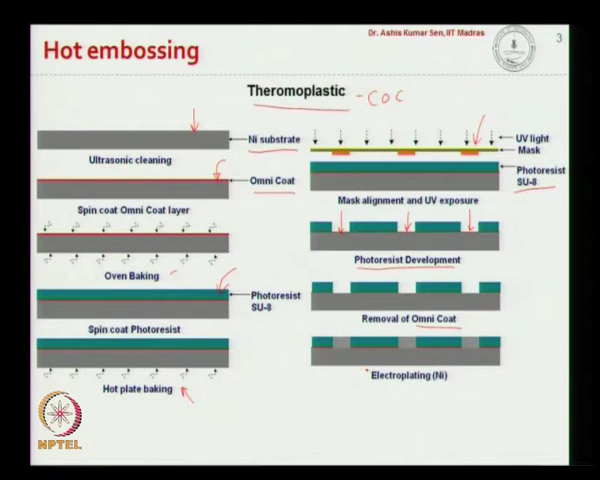 Dr. Ashis Kumar Sen, IIT Madras
3
Hot embossing
Theromoplastic - COC
Ni substrate
Ultrasonic cleaning
Omni Coat
Spin coat Omni Coat layer
Oven Baking
Photoresist
SU-8
Spin coat Photoresist
Hot plate baking
UV light
Mask
Photoresist
SU-8
Mask alignment and UV exposure
Photoresist Development
Removal of Omni Coat
Electroplating (Ni)
NPTEL